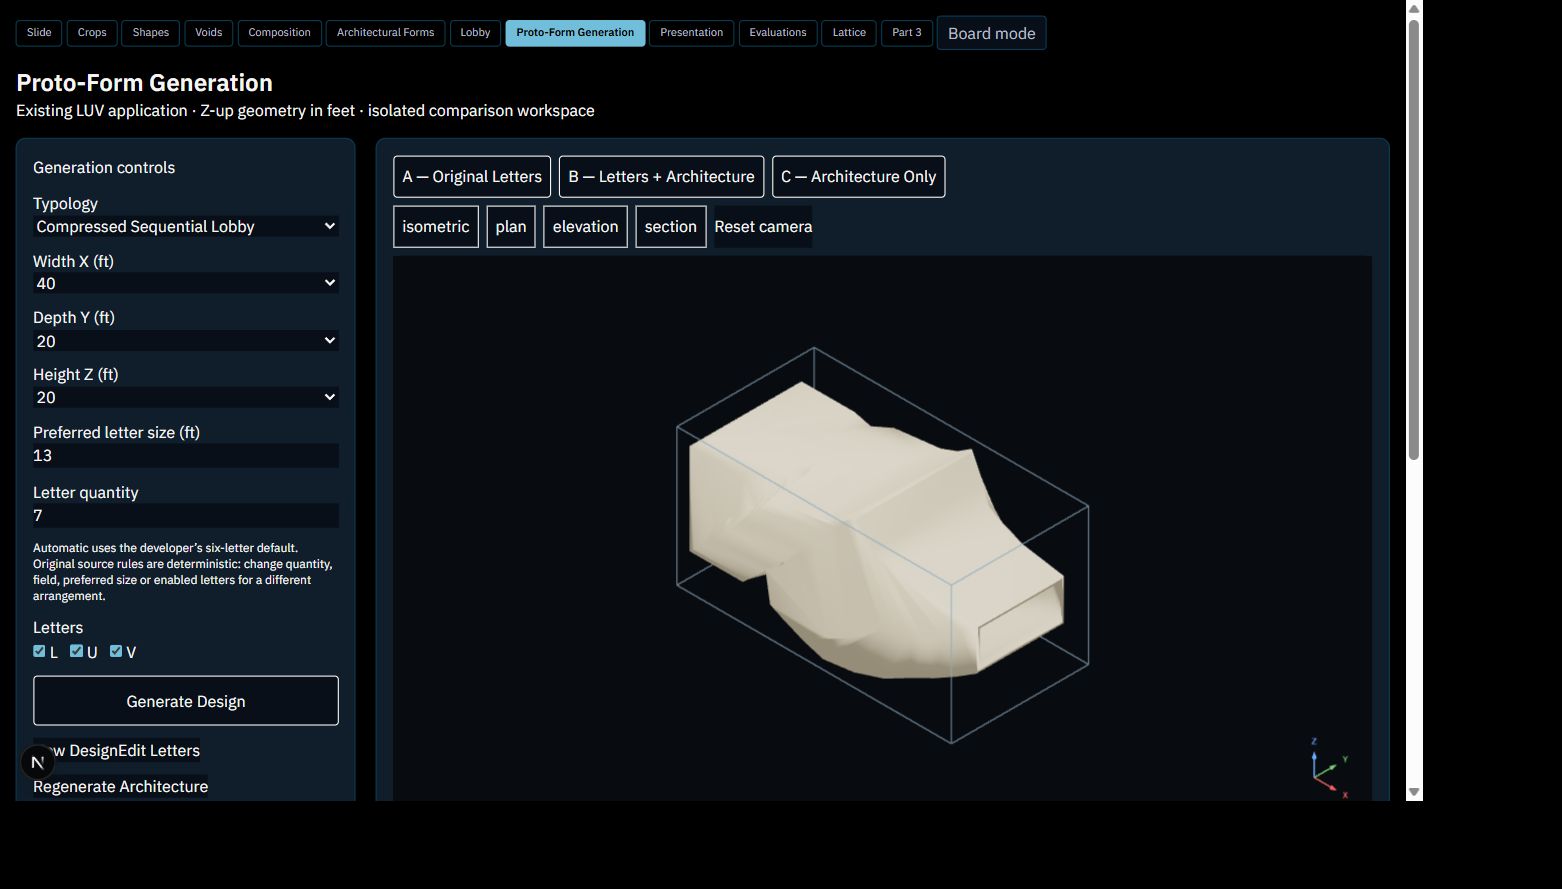 Slide Crops Shapes Voids Composition Architectural Forms Lobby Proto-Form Generation Presentation Evaluations Lattice Part 3 Board mode
Proto-Form Generation
Existing LUV application · Z-up geometry in feet · isolated comparison workspace
Generation controls
Typology
Compressed Sequential Lobby
Width X (ft)
40
Depth Y (ft)
20
Height Z (ft)
20
Preferred letter size (ft)
13
Letter quantity
7
Automatic uses the developer’s six-letter default.
Original source rules are deterministic: change quantity,
field, preferred size or enabled letters for a different
arrangement.
Letters
L U V
Generate Design
DesignEdit Letters
N
Regenerate Architecture
A — Original Letters B — Letters + Architecture C — Architecture Only
isometric plan elevation section Reset camera
Z
Y
X